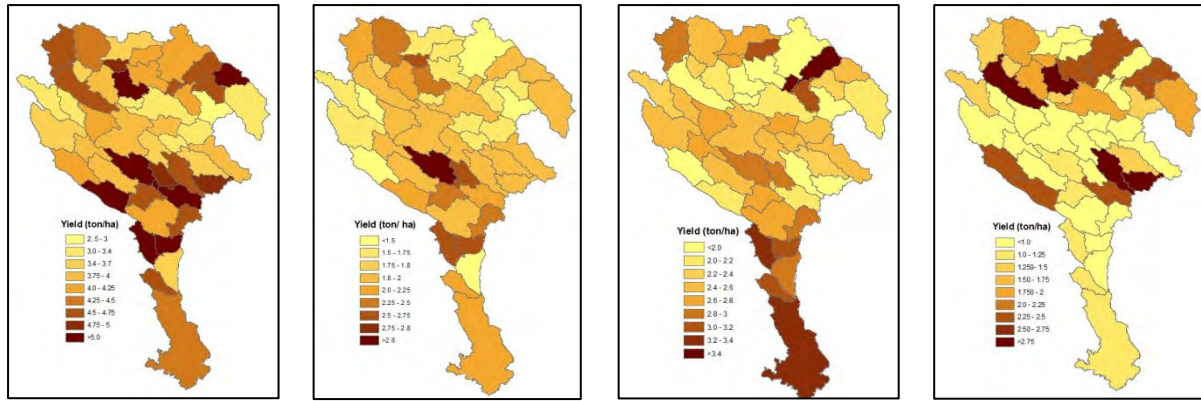 Yield (ton/ha)
2.5 - 3
3.0 - 3.4
3.4 - 3.7
3.75 - 4
4.0 - 4.25
4.25 - 4.5
4.5 - 4.75
4.75 - 5
>5.0
Yield (ton/ ha)
<1.5
1.5 - 1.75
1.75 - 1.8
1.8 - 2
2.0 - 2.25
2.25 - 2.5
2.5 - 2.75
2.75 - 2.8
>2.8
Yield (ton/ha)
<2.0
2.0 - 2.2
2.2 - 2.4
2.4 - 2.6
2.6 - 2.8
2.8 - 3
3.0 - 3.2
3.2 - 3.4
>3.4
Yield (ton/ha)
<1.0
1.0 - 1.25
1.250 - 1.5
1.50 - 1.75
1.750 - 2
2.0 - 2.25
2.25 - 2.5
2.50 - 2.75
>2.75